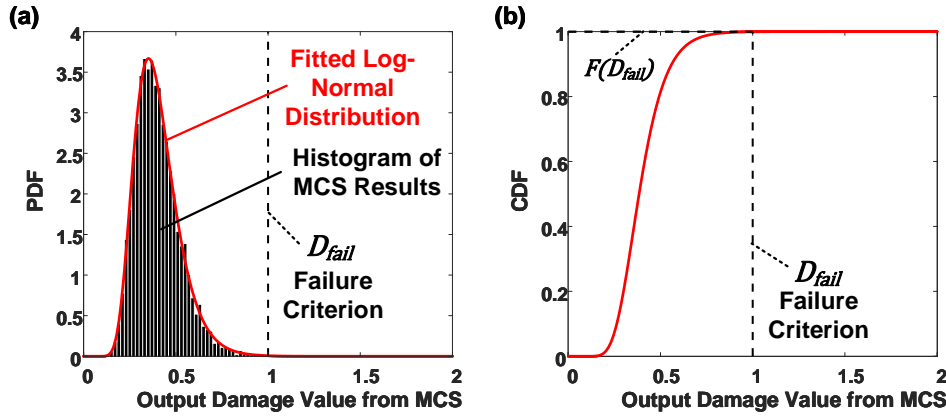 (a)
4
3.5
3
2.5
2
1.5
1
0.5
0
PDF
Fitted Log-
Normal
Distribution
Histogram of
MCS Results
Dfail
Failure
Criterion
0
0.5
1
1.5
2
Output Damage Value from MCS
(b)
1
0.8
0.6
0.4
0.2
0
CDF
F(Dfail)
Dfail
Failure
Criterion
0
0.5
1
1.5
2
Output Damage Value from MCS